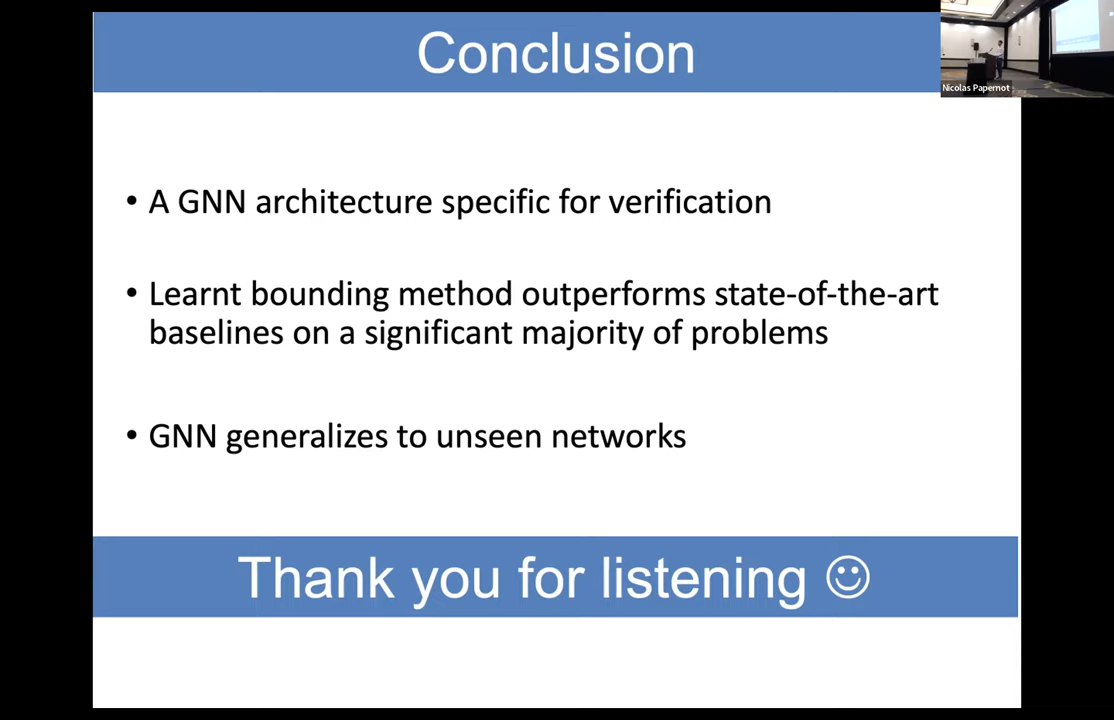 Conclusion
Nicolas Papernot
• A GNN architecture specific for verification
• Learnt bounding method outperforms state-of-the-art
baselines on a significant majority of problems
• GNN generalizes to unseen networks
Thank you for listening ☺